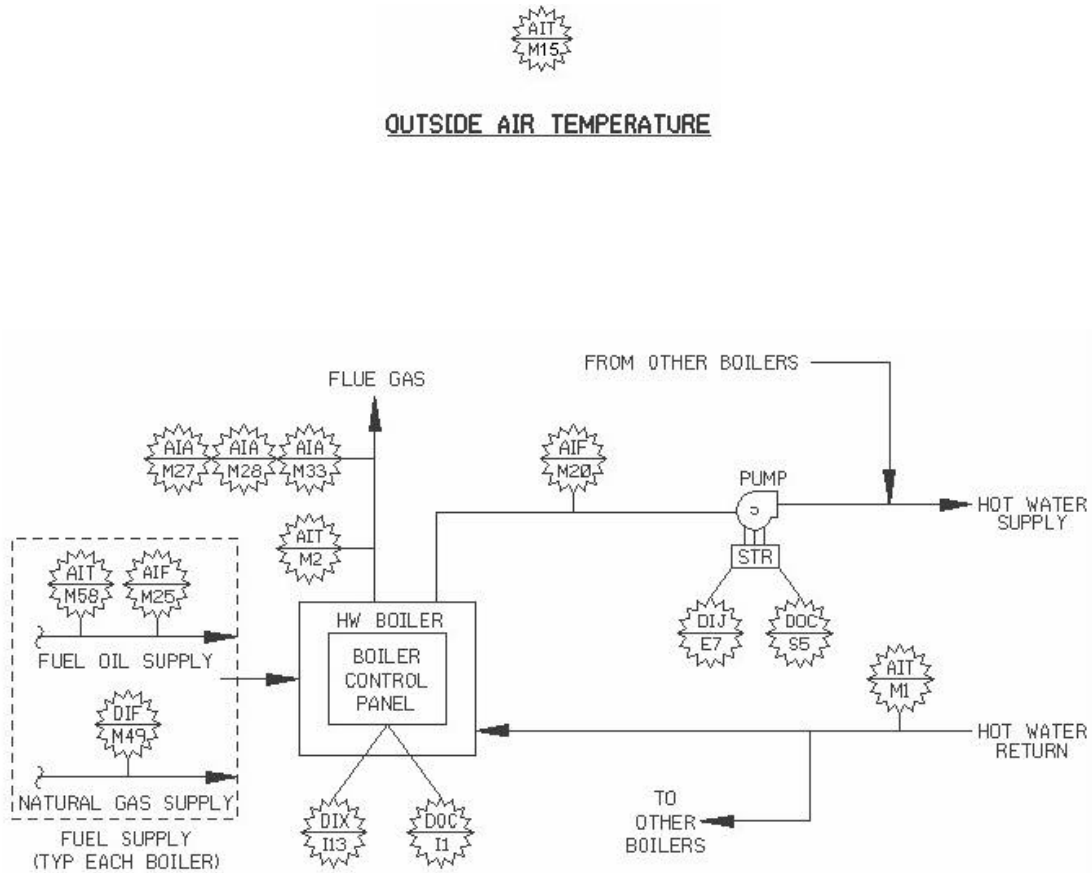 AIT
M15
OUTSIDE AIR TEMPERATURE
FROM OTHER BOILERS
FLUE GAS
AIA
M27
AIA
M28
AIA
M33
AIF
M20
PUMP
HOT WATER
SUPPLY
AIT
M2
STR
AIT
M58
AIF
M25
HW BOILER
DIJ
E7
DOC
S5
FUEL OIL SUPPLY
BOILER
CONTROL
PANEL
AIT
M1
DIF
M49
HOT WATER
RETURN
NATURAL GAS SUPPLY
TO
OTHER
BOILERS
DIX
I13
DOC
I1
FUEL SUPPLY
(TYP EACH BOILER)